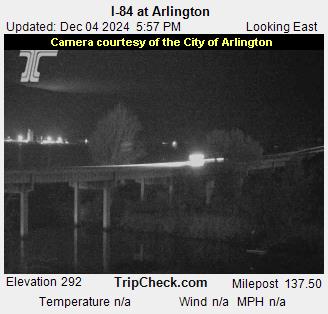 I-84 at Arlington
Updated: Dec 04 2024 5:57 PM Looking East
Camera courtesy of the City of Arlington
Elevation 292 TripCheck.com Milepost 137.50
Temperature n/a Wind n/a MPH n/a